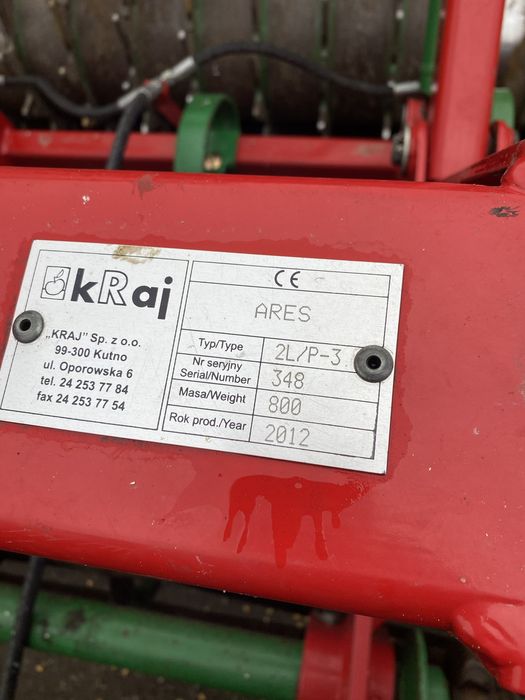 kRaj
„KRAJ" Sp. z o.o.
99-300 Kutno
ul. Oporowska 6
tel. 24 253 77 84
fax 24 253 77 54
CE
ARES
Typ/Type 2L/P-3
Nr seryjny
Serial/Number 348
Masa/Weight 800
Rok prod./Year 2012